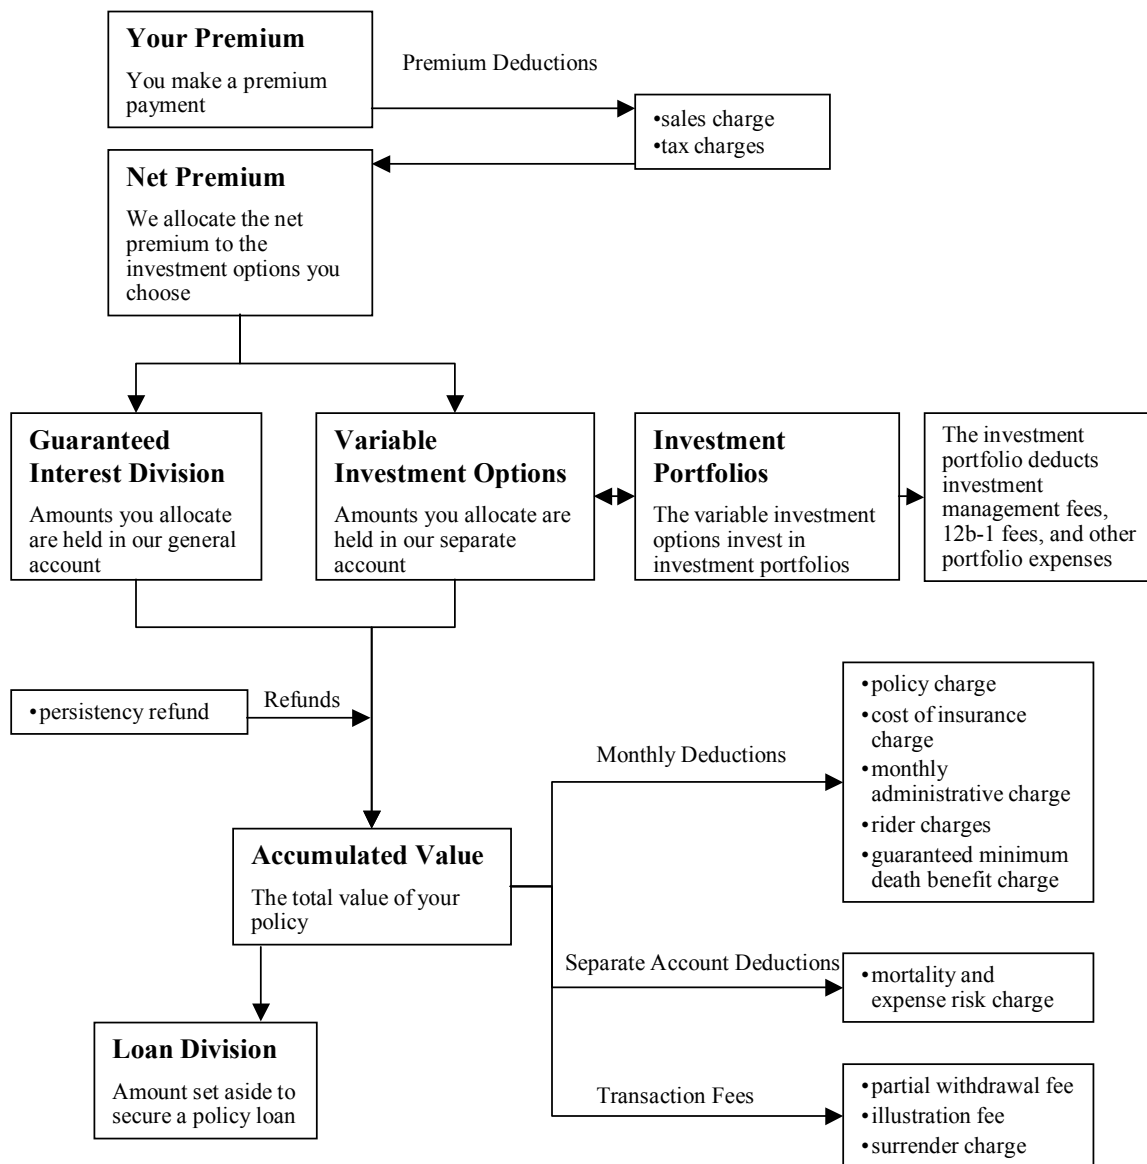 Your Premium
You make a premium
payment
Premium Deductions
•sales charge
•tax charges
Net Premium
We allocate the net
premium to the
investment options you
choose
Guaranteed
Interest Division
Amounts you allocate
are held in our general
account
Variable
Investment Options
Amounts you allocate are
held in our separate
account
Investment
Portfolios
The variable investment
options invest in
investment portfolios
The investment
portfolio deducts
investment
management fees,
12b-1 fees, and other
portfolio expenses
•persistency refund
Refunds
Accumulated Value
The total value of your
policy
Monthly Deductions
•policy charge
•cost of insurance
charge
•monthly
administrative charge
•rider charges
•guaranteed minimum
death benefit charge
Separate Account Deductions
•mortality and
expense risk charge
Loan Division
Amount set aside to
secure a policy loan
Transaction Fees
•partial withdrawal fee
•illustration fee
•surrender charge